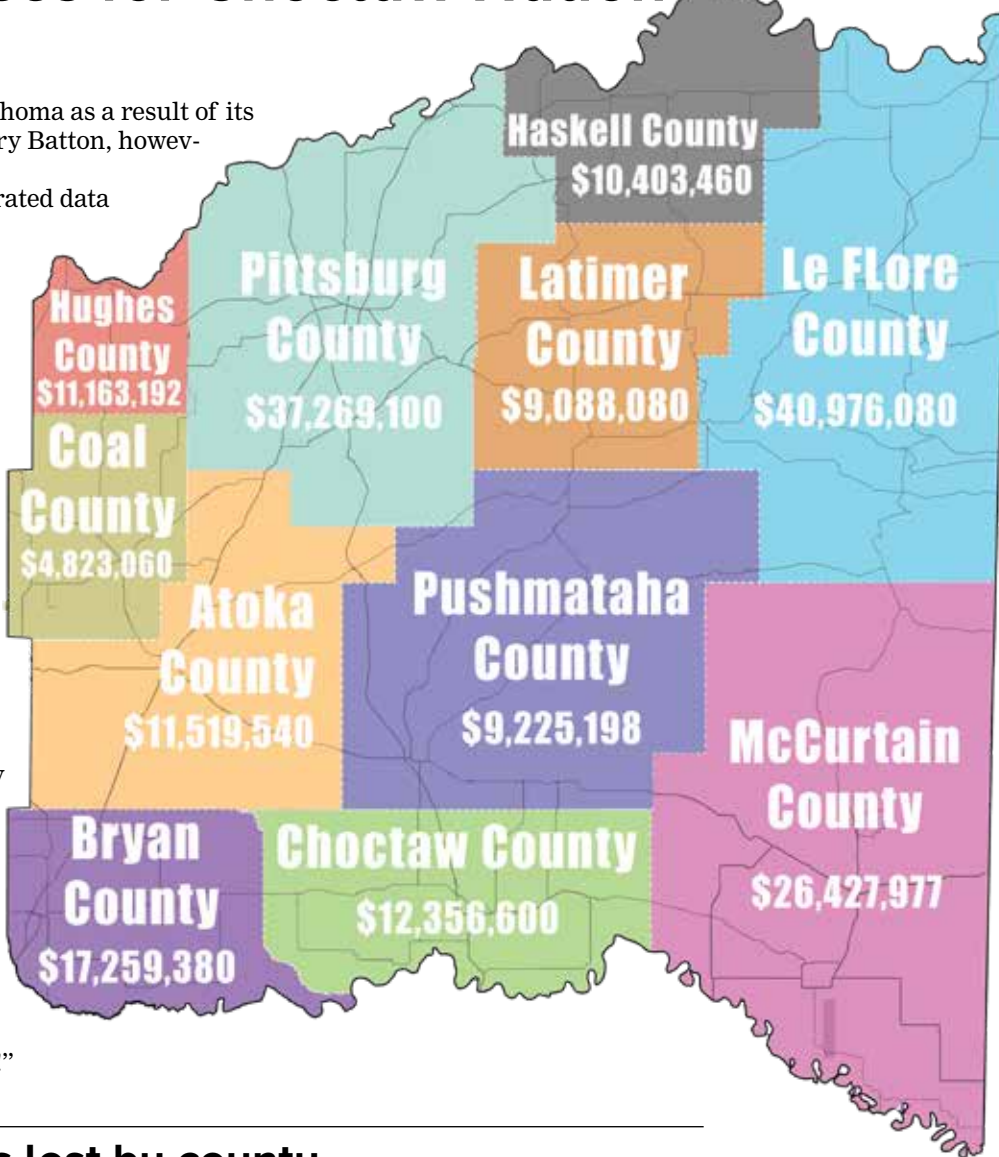 homa as a result of its
ry Batton, howev-
rated data
Haskell County
$10,403,460
Pittsburg
County
$37,269,100
Latimer
County
$9,088,080
Le FLore
County
$40,976,080
Hughes
County
$11,163,192
Coal
County
$4,823,060
Atoka
County
$11,519,540
Pushmataha
County
$9,225,198
McCurtain
County
$26,427,977
Bryan
County
$17,259,380
Choctaw County
$12,356,600